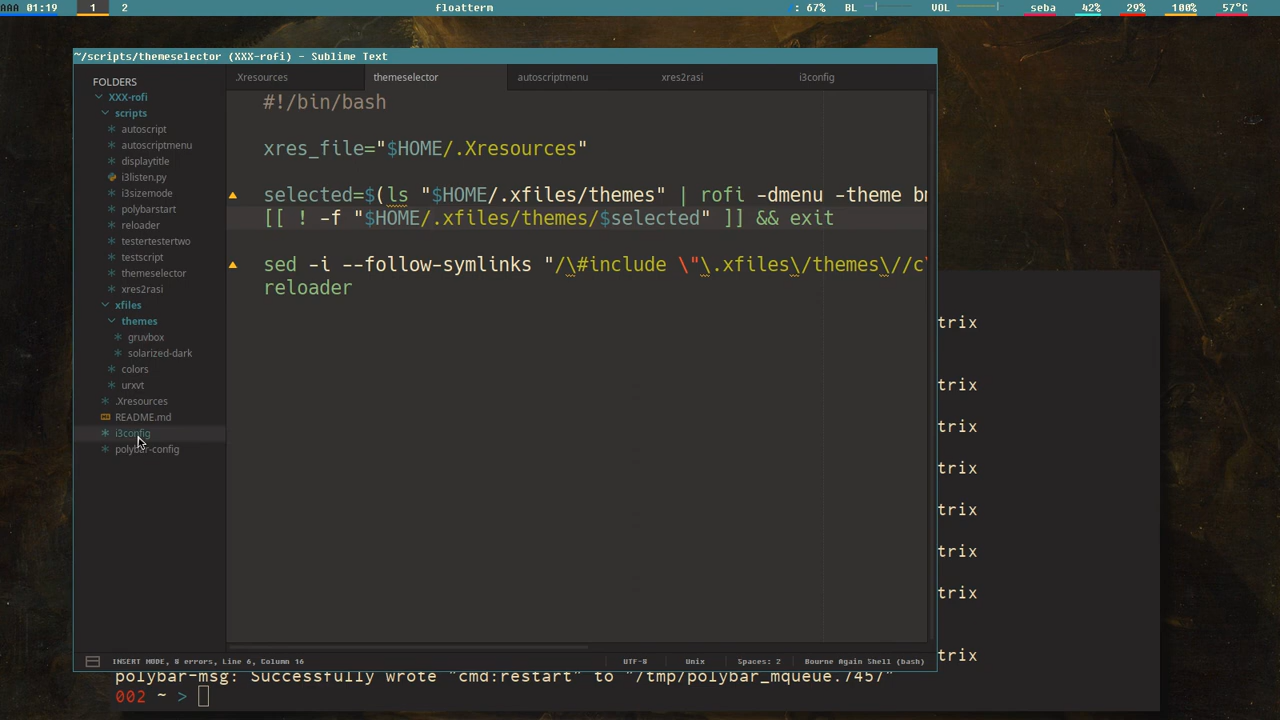 AAA 01:19 1 2 Floatterm : 67% BL VOL seba 42% 29% 100% 57°C
~/scripts/themeselector (XXX-rofi) - Sublime Text
FOLDERS
XXX-rofi
scripts
autoscript
autoscriptmenu
displaytitle
i3listen.py
i3sizemode
polybarstart
reloader
testertestertwo
testscript
themeselector
xres2rasi
xfiles
themes
gruvbox
solarized-dark
colors
urxvt
.Xresources
README.md
i3config
polybar-config
.Xresources themeselector autoscriptmenu xres2rasi i3config
#!/bin/bash
xres_file="$HOME/.Xresources"
selected=$(ls "$HOME/.xfiles/themes" | rofi -dmenu -theme bm
[[ ! -f "$HOME/.xfiles/themes/$selected" ]] && exit
sed -i --follow-symlinks "/\#include \"\.xfiles\/themes\//c\
reloader
INSERT MODE, 8 errors, Line 6, Column 16 UTF-8 Unix Spaces: 2 Bourne Again Shell (bash)
trix
trix
trix
trix
trix
trix
trix
trix
polybar-msg: Successfully wrote "cmd:restart" to "/tmp/polybar_mqueue.7457"
002 ~ >